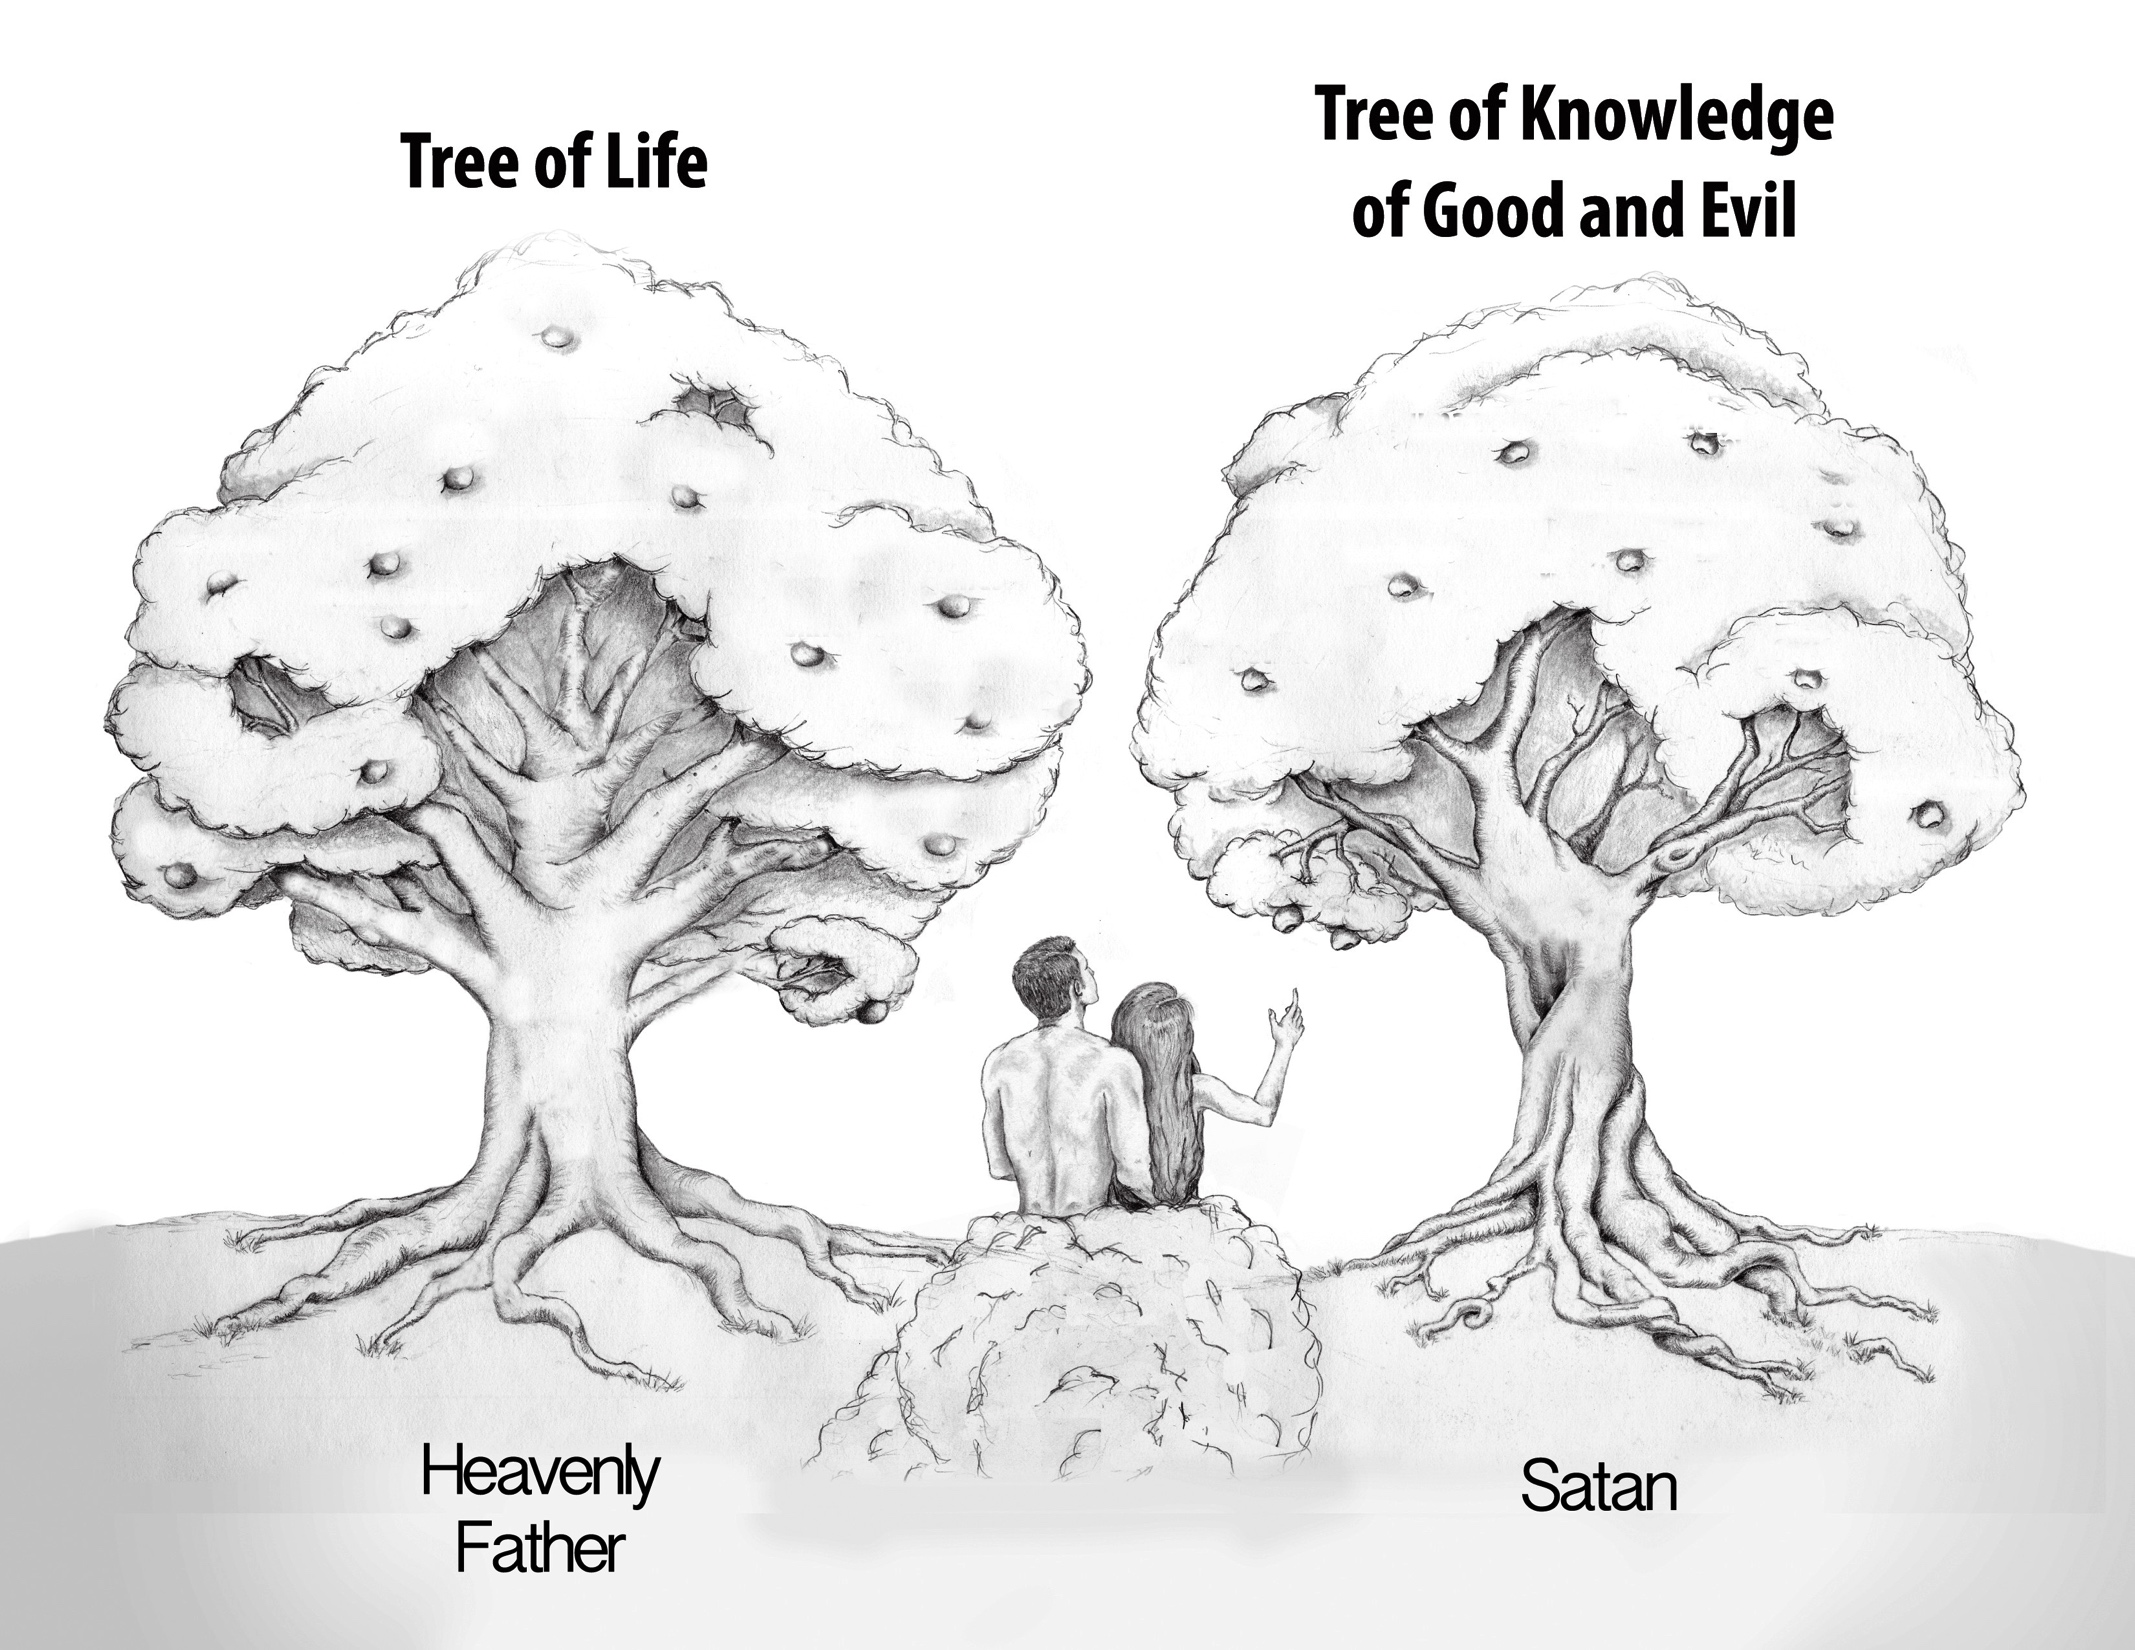 Tree of Life
Tree of Knowledge
of Good and Evil
Heavenly
Father
Satan